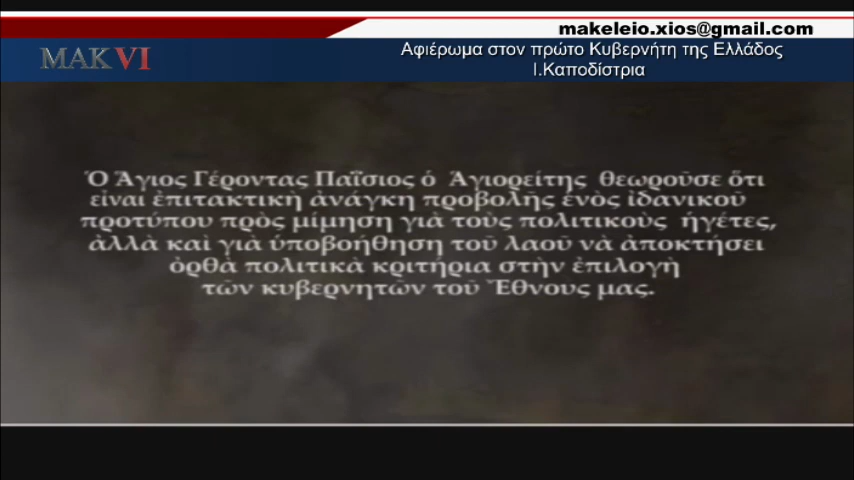 makeleio.xios@gmail.com
ΜΑΚ VI
Αφιέρωμα στον πρώτο Κυβερνήτη της Ελλάδος
Ι.Καποδίστρια
Ὁ Ἅγιος Γέροντας Παΐσιος ὁ Ἁγιορείτης θεωροῦσε ὅτι
εἶναι ἐπιτακτικὴ ἀνάγκη προβολῆς ἑνὸς ἰδανικοῦ
προτύπου πρὸς μίμηση γιὰ τοὺς πολιτικοὺς ἡγέτες,
ἀλλὰ καὶ γιὰ ὑποβοήθηση τοῦ λαοῦ νὰ ἀποκτήσει
ὀρθὰ πολιτικὰ κριτήρια στὴν ἐπιλογὴ
τῶν κυβερνητῶν τοῦ Ἔθνους μας.